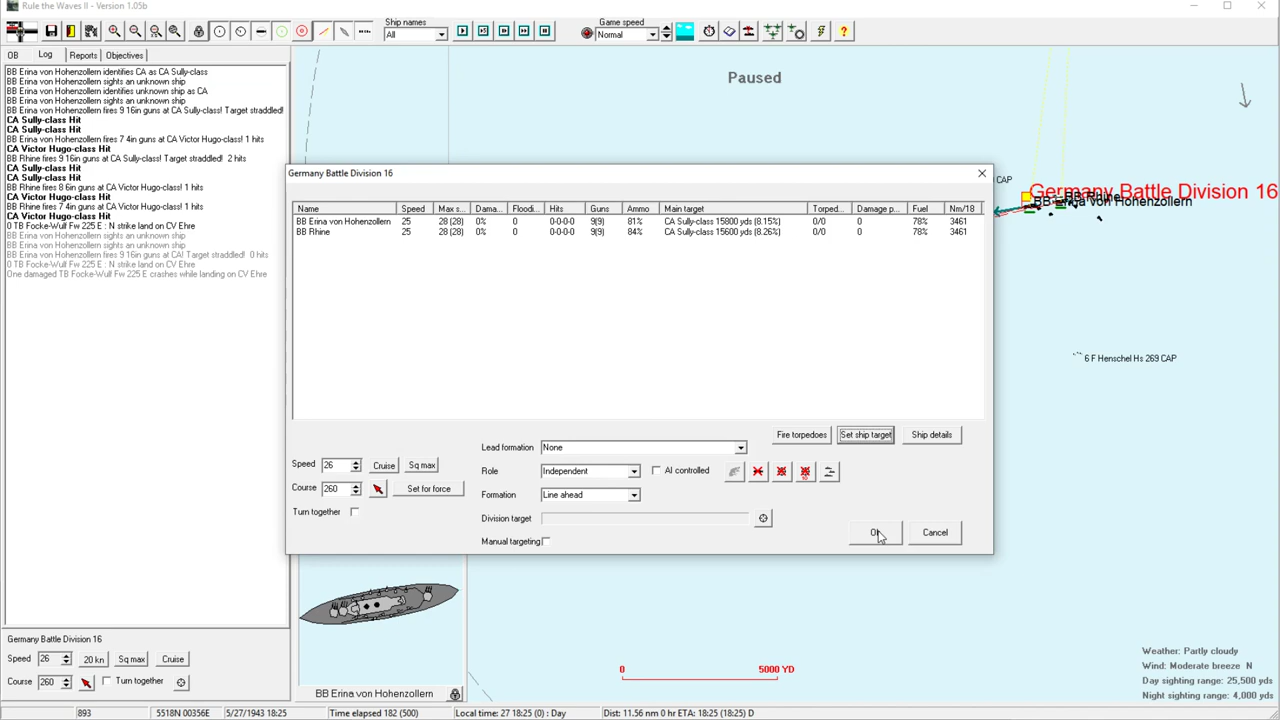 Rule the Waves II - Version 1.05b
Ship names
All
Game speed
Normal
OB Log Reports Objectives
BB Erina von Hohenzollern identifies CA as CA Sully-class
BB Erina von Hohenzollern sights an unknown ship
BB Erina von Hohenzollern identifies unknown ship as CA
BB Erina von Hohenzollern sights an unknown ship
BB Erina von Hohenzollern fires 9 16in guns at CA Sully-class! Target straddled!
CA Sully-class Hit
CA Sully-class Hit
BB Erina von Hohenzollern fires 7 4in guns at CA Victor Hugo-class! 1 hits
CA Victor Hugo-class Hit
BB Rhine fires 9 16in guns at CA Sully-class! Target straddled! 2 hits
CA Sully-class Hit
CA Sully-class Hit
BB Rhine fires 8 6in guns at CA Victor Hugo-class! 1 hits
CA Victor Hugo-class Hit
BB Rhine fires 7 4in guns at CA Victor Hugo-class! 1 hits
CA Victor Hugo-class Hit
0 TB Focke-Wulf Fw 225 E : N strike land on CV Ehre
BB Erina von Hohenzollern sights an unknown ship
BB Erina von Hohenzollern fires 9 16in guns at CA! Target straddled! 0 hits
0 TB Focke-Wulf Fw 225 E : N strike land on CV Ehre
One damaged TB Focke-Wulf Fw 225 E crashes while landing on CV Ehre
Paused
CAP
Germany Battle Division 16
BB Rhine
BB Erina von Hohenzollern
6 F Henschel Hs 269 CAP
Germany Battle Division 16
Name Speed Max s... Dama... Floodi... Hits Guns Ammo Main target Torped... Damage p... Fuel Nm/18
BB Erina von Hohenzollern 25 28 (28) 0% 0 0-0-0-0 9(9) 81% CA Sully-class 15800 yds (8.15%) 0/0 0 78% 3461
BB Rhine 25 28 (28) 0% 0 0-0-0-0 9(9) 84% CA Sully-class 15600 yds (8.26%) 0/0 0 78% 3461
Fire torpedoes Set ship target Ship details
Lead formation None
Speed 26 Cruise Sq max
Role Independent AI controlled
Course 260 Set for force
Formation Line ahead
Turn together
Division target
Manual targeting
Cancel
Germany Battle Division 16
Speed 26 20 kn Sq max Cruise
Course 260 Turn together
BB Erina von Hohenzollern
0 5000 YD
Weather: Partly cloudy
Wind: Moderate breeze N
Day sighting range: 25,500 yds
Night sighting range: 4,000 yds
893 5518N 00356E 5/27/1943 18:25 Time elapsed 182 (500) Local time: 27 18:25 (0) : Day Dist: 11.56 nm 0 hr ETA: 18:25 (18:25) D